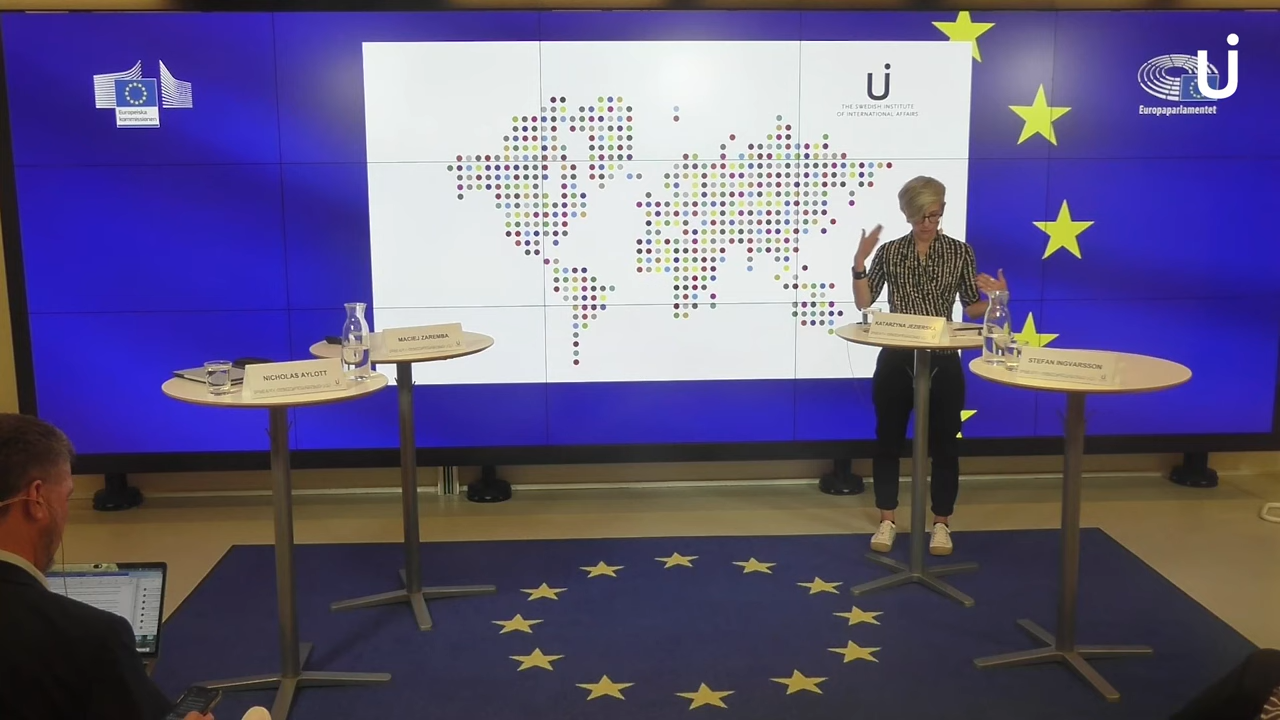 Europeiska
kommissionen
THE SWEDISH INSTITUTE
OF INTERNATIONAL AFFAIRS
Europaparlamentet
MACIEJ ZAREMBA
KATARZYNA JEZIERSKA
NICHOLAS AYLOTT
STEFAN INGVARSSON